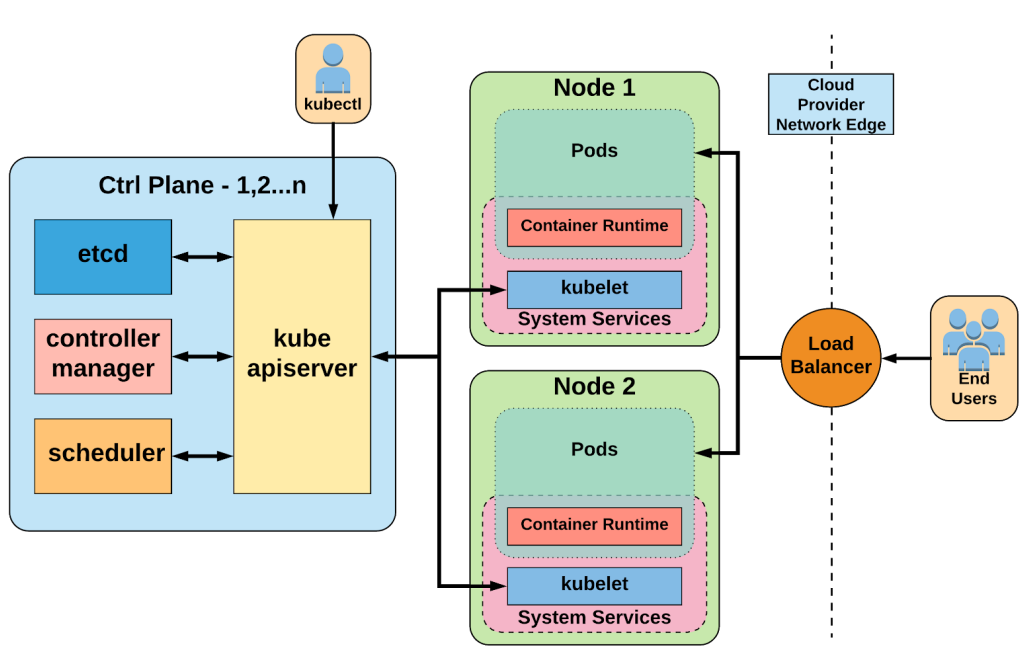 kubectl
Ctrl Plane - 1,2...n
etcd
controller
manager
scheduler
kube
apiserver
Node 1
Pods
Container Runtime
kubelet
System Services
Node 2
Pods
Container Runtime
kubelet
System Services
Cloud
Provider
Network Edge
Load
Balancer
End
Users